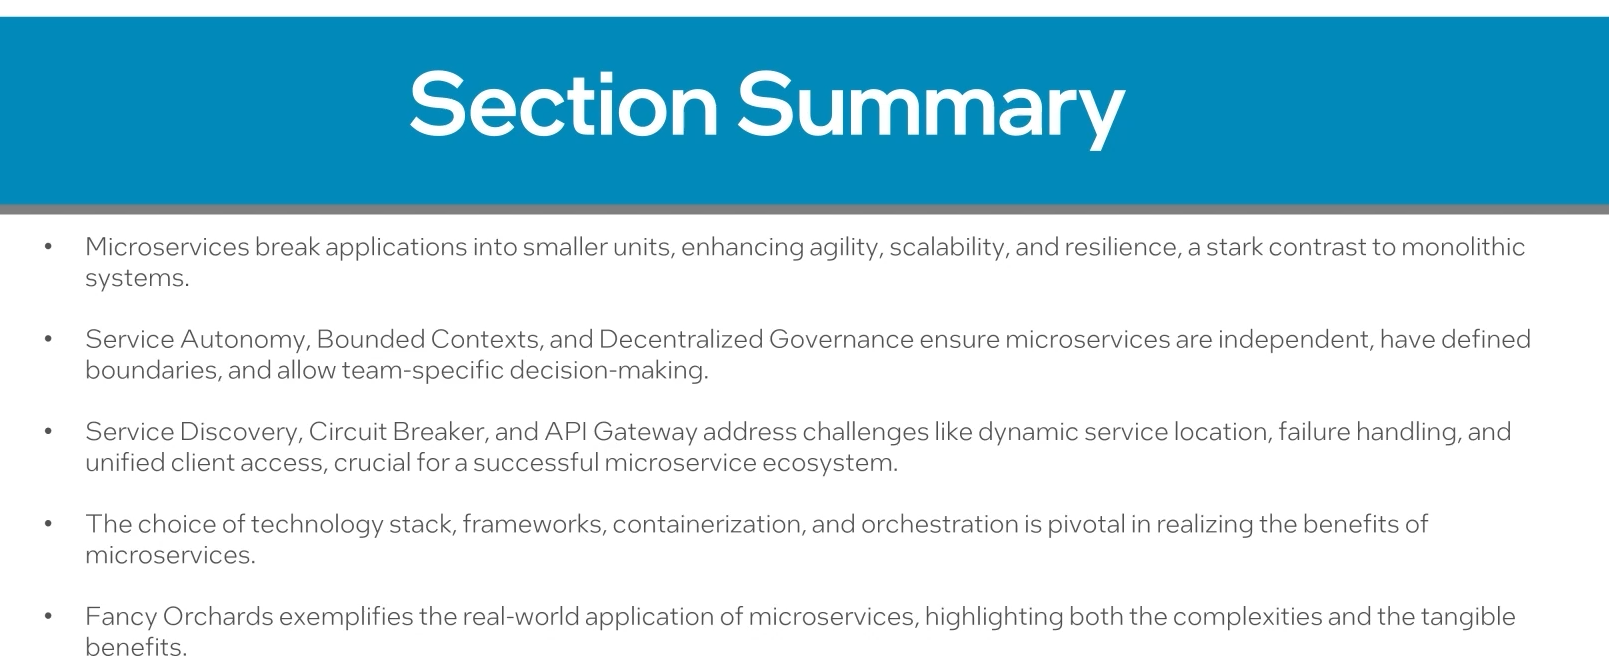 Section Summary
• Microservices break applications into smaller units, enhancing agility, scalability, and resilience, a stark contrast to monolithic
systems.
• Service Autonomy, Bounded Contexts, and Decentralized Governance ensure microservices are independent, have defined
boundaries, and allow team-specific decision-making.
• Service Discovery, Circuit Breaker, and API Gateway address challenges like dynamic service location, failure handling, and
unified client access, crucial for a successful microservice ecosystem.
• The choice of technology stack, frameworks, containerization, and orchestration is pivotal in realizing the benefits of
microservices.
• Fancy Orchards exemplifies the real-world application of microservices, highlighting both the complexities and the tangible
benefits.